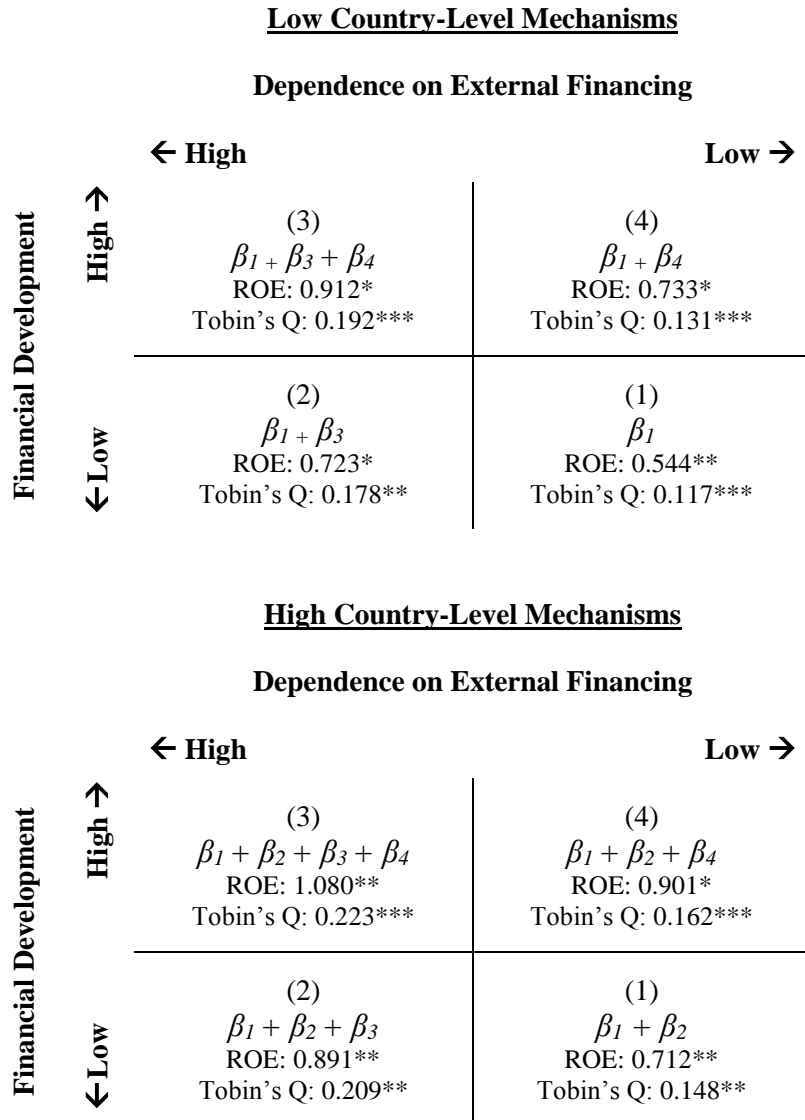 Low Country-Level Mechanisms
Dependence on External Financing
← High Low →
Financial Development
High →
←Low
(3) (4)
β1 + β3 + β4 β1 + β4
ROE: 0.912* ROE: 0.733*
Tobin’s Q: 0.192*** Tobin’s Q: 0.131***
(2) (1)
β1 + β3 β1
ROE: 0.723* ROE: 0.544**
Tobin’s Q: 0.178** Tobin’s Q: 0.117***
High Country-Level Mechanisms
Dependence on External Financing
← High Low →
Financial Development
High →
←Low
(3) (4)
β1 + β2 + β3 + β4 β1 + β2 + β4
ROE: 1.080** ROE: 0.901*
Tobin’s Q: 0.223*** Tobin’s Q: 0.162***
(2) (1)
β1 + β2 + β3 β1 + β2
ROE: 0.891** ROE: 0.712**
Tobin’s Q: 0.209** Tobin’s Q: 0.148**